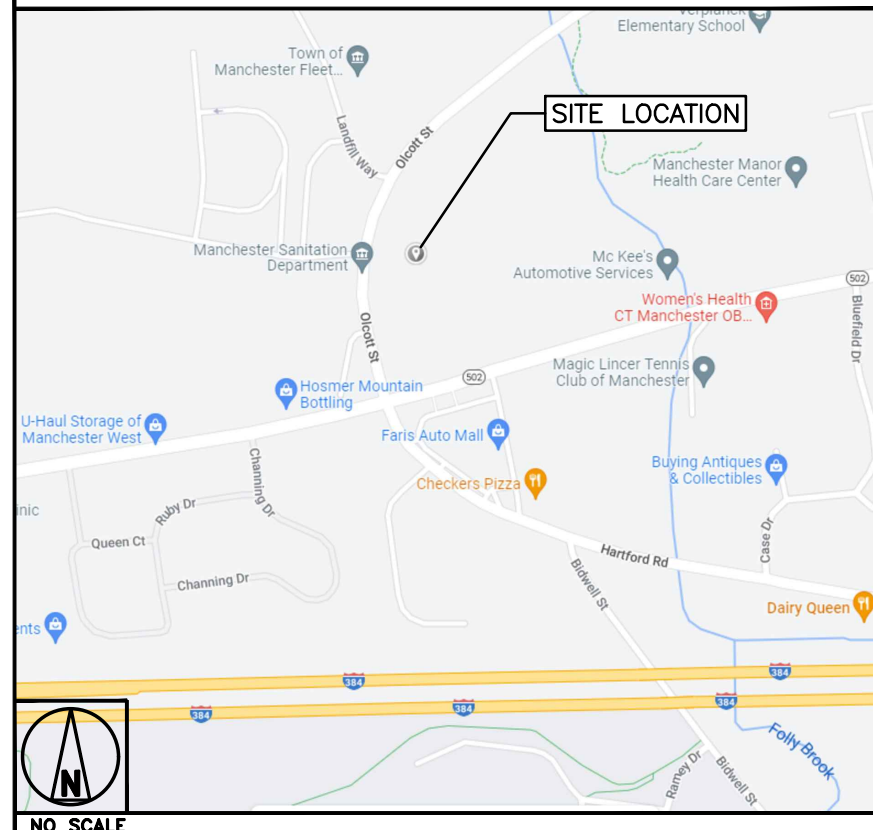 Verplanck
Elementary School
Town of
Manchester Fleet...
SITE LOCATION
Landfill Way
Olcott St
Manchester Manor
Health Care Center
Manchester Sanitation
Department
Mc Kee's
Automotive Services
502
Women's Health
CT Manchester OB...
Bluefield Dr
Olcott St
502
Magic Lincer Tennis
Club of Manchester
Hosmer Mountain
Bottling
U-Haul Storage of
Manchester West
Faris Auto Mall
Channing Dr
Buying Antiques
& Collectibles
Checkers Pizza
Ruby Dr
inic
Queen Ct
Case Dr
Hartford Rd
Channing Dr
Bidwell St
Dairy Queen
ents
384
384
384
384
384
Folly Brook
Ramey Dr
Bidwell St
N
NO SCALE